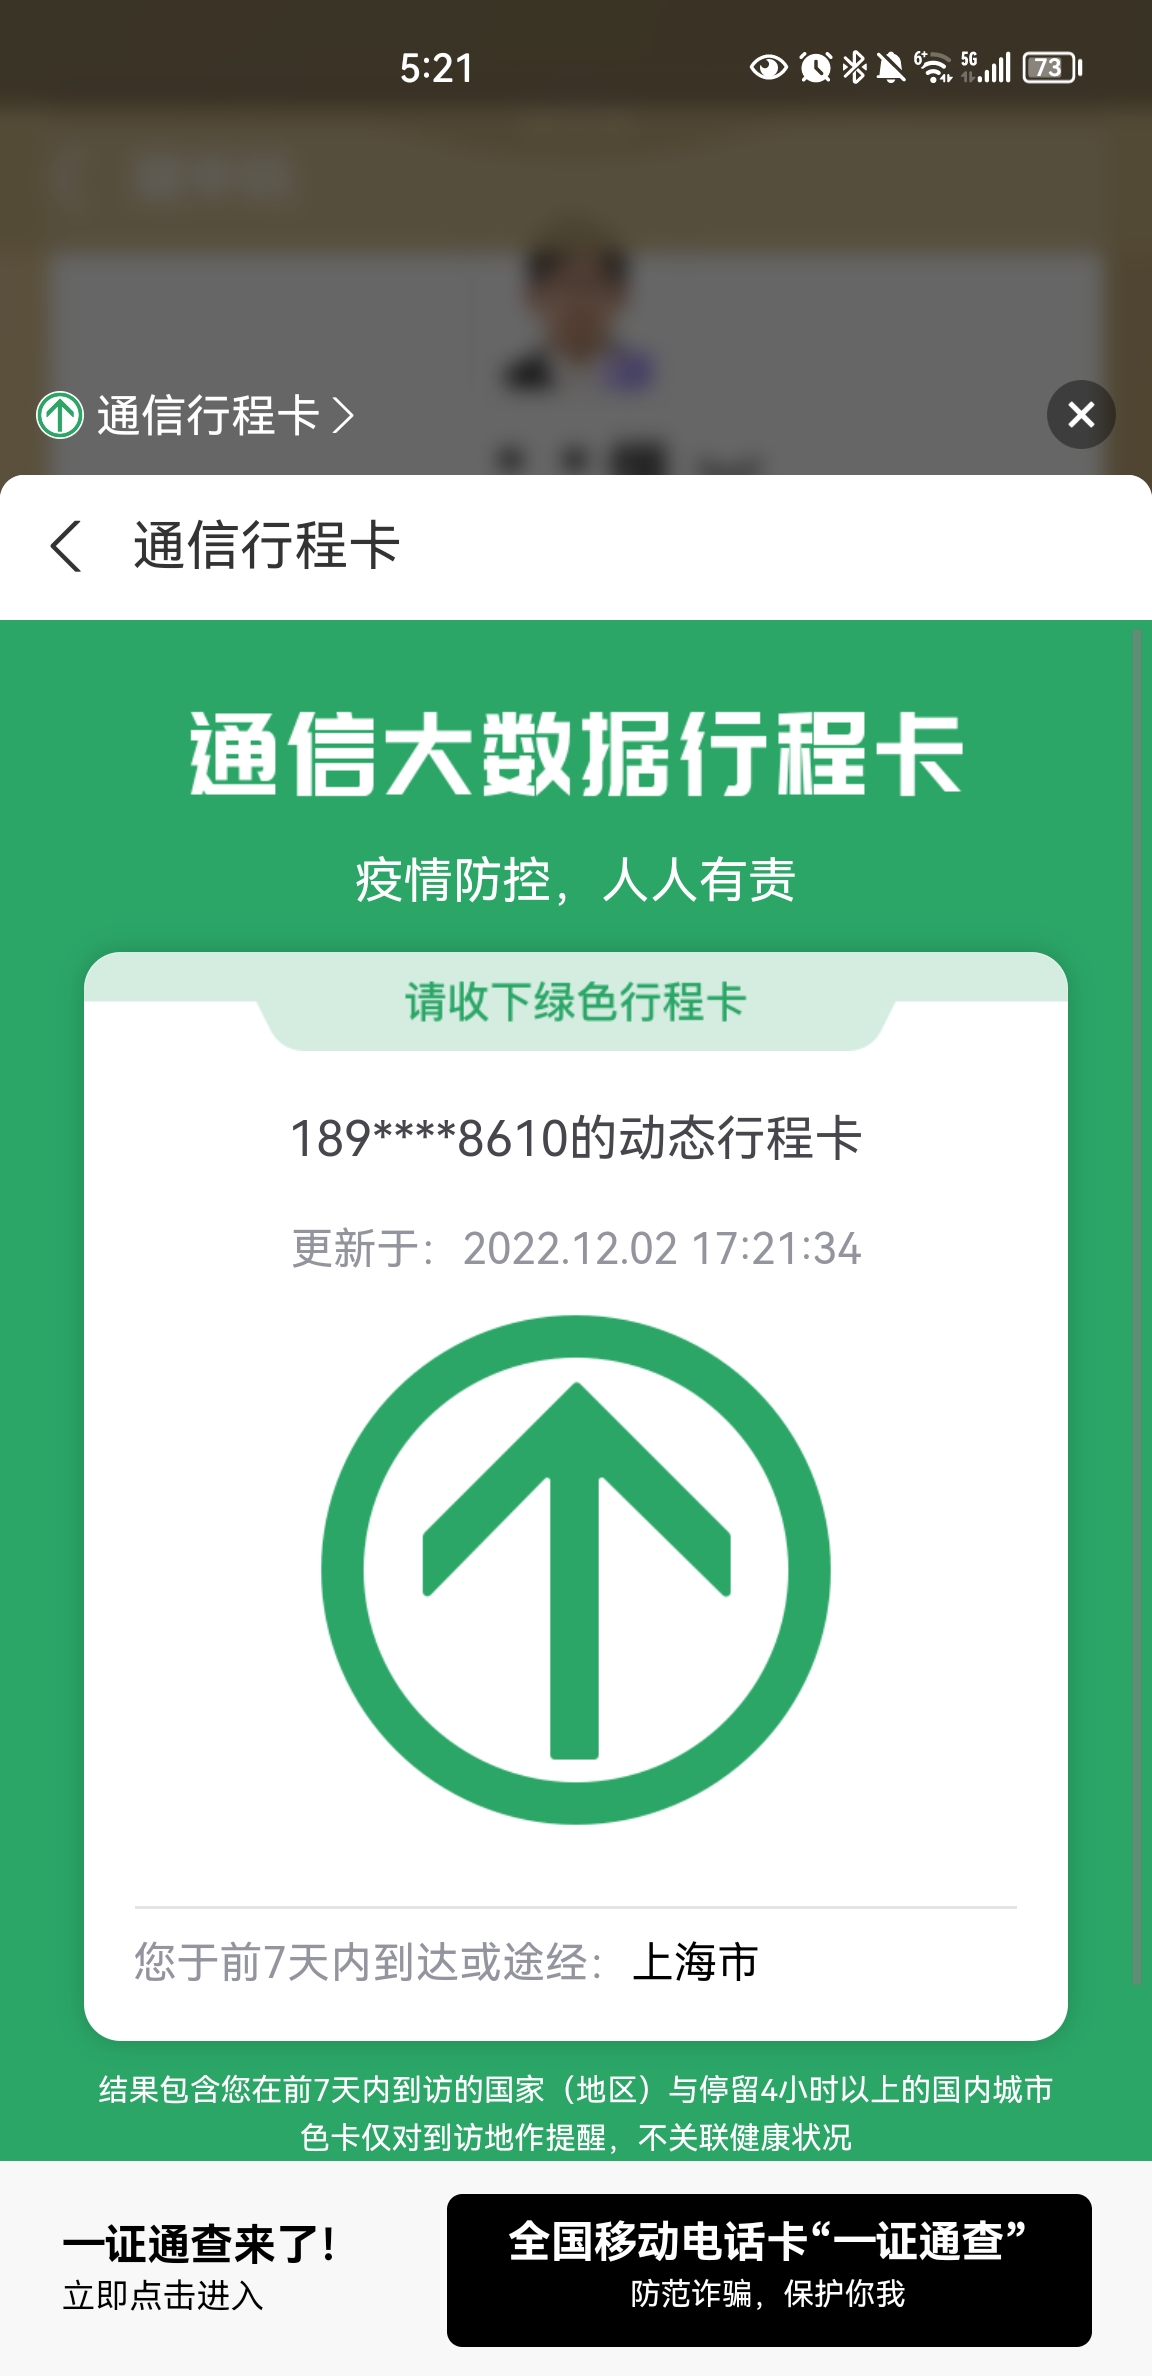 5:21
6+
5G
73
通信行程卡
通信行程卡
通信大数据行程卡
疫情防控，人人有责
请收下绿色行程卡
189****8610的动态行程卡
更新于：2022.12.02 17:21:34
您于前7天内到达或途经：上海市
结果包含您在前7天内到访的国家（地区）与停留4小时以上的国内城市
色卡仅对到访地作提醒，不关联健康状况
一证通查来了！
立即点击进入
全国移动电话卡“一证通查”
防范诈骗，保护你我